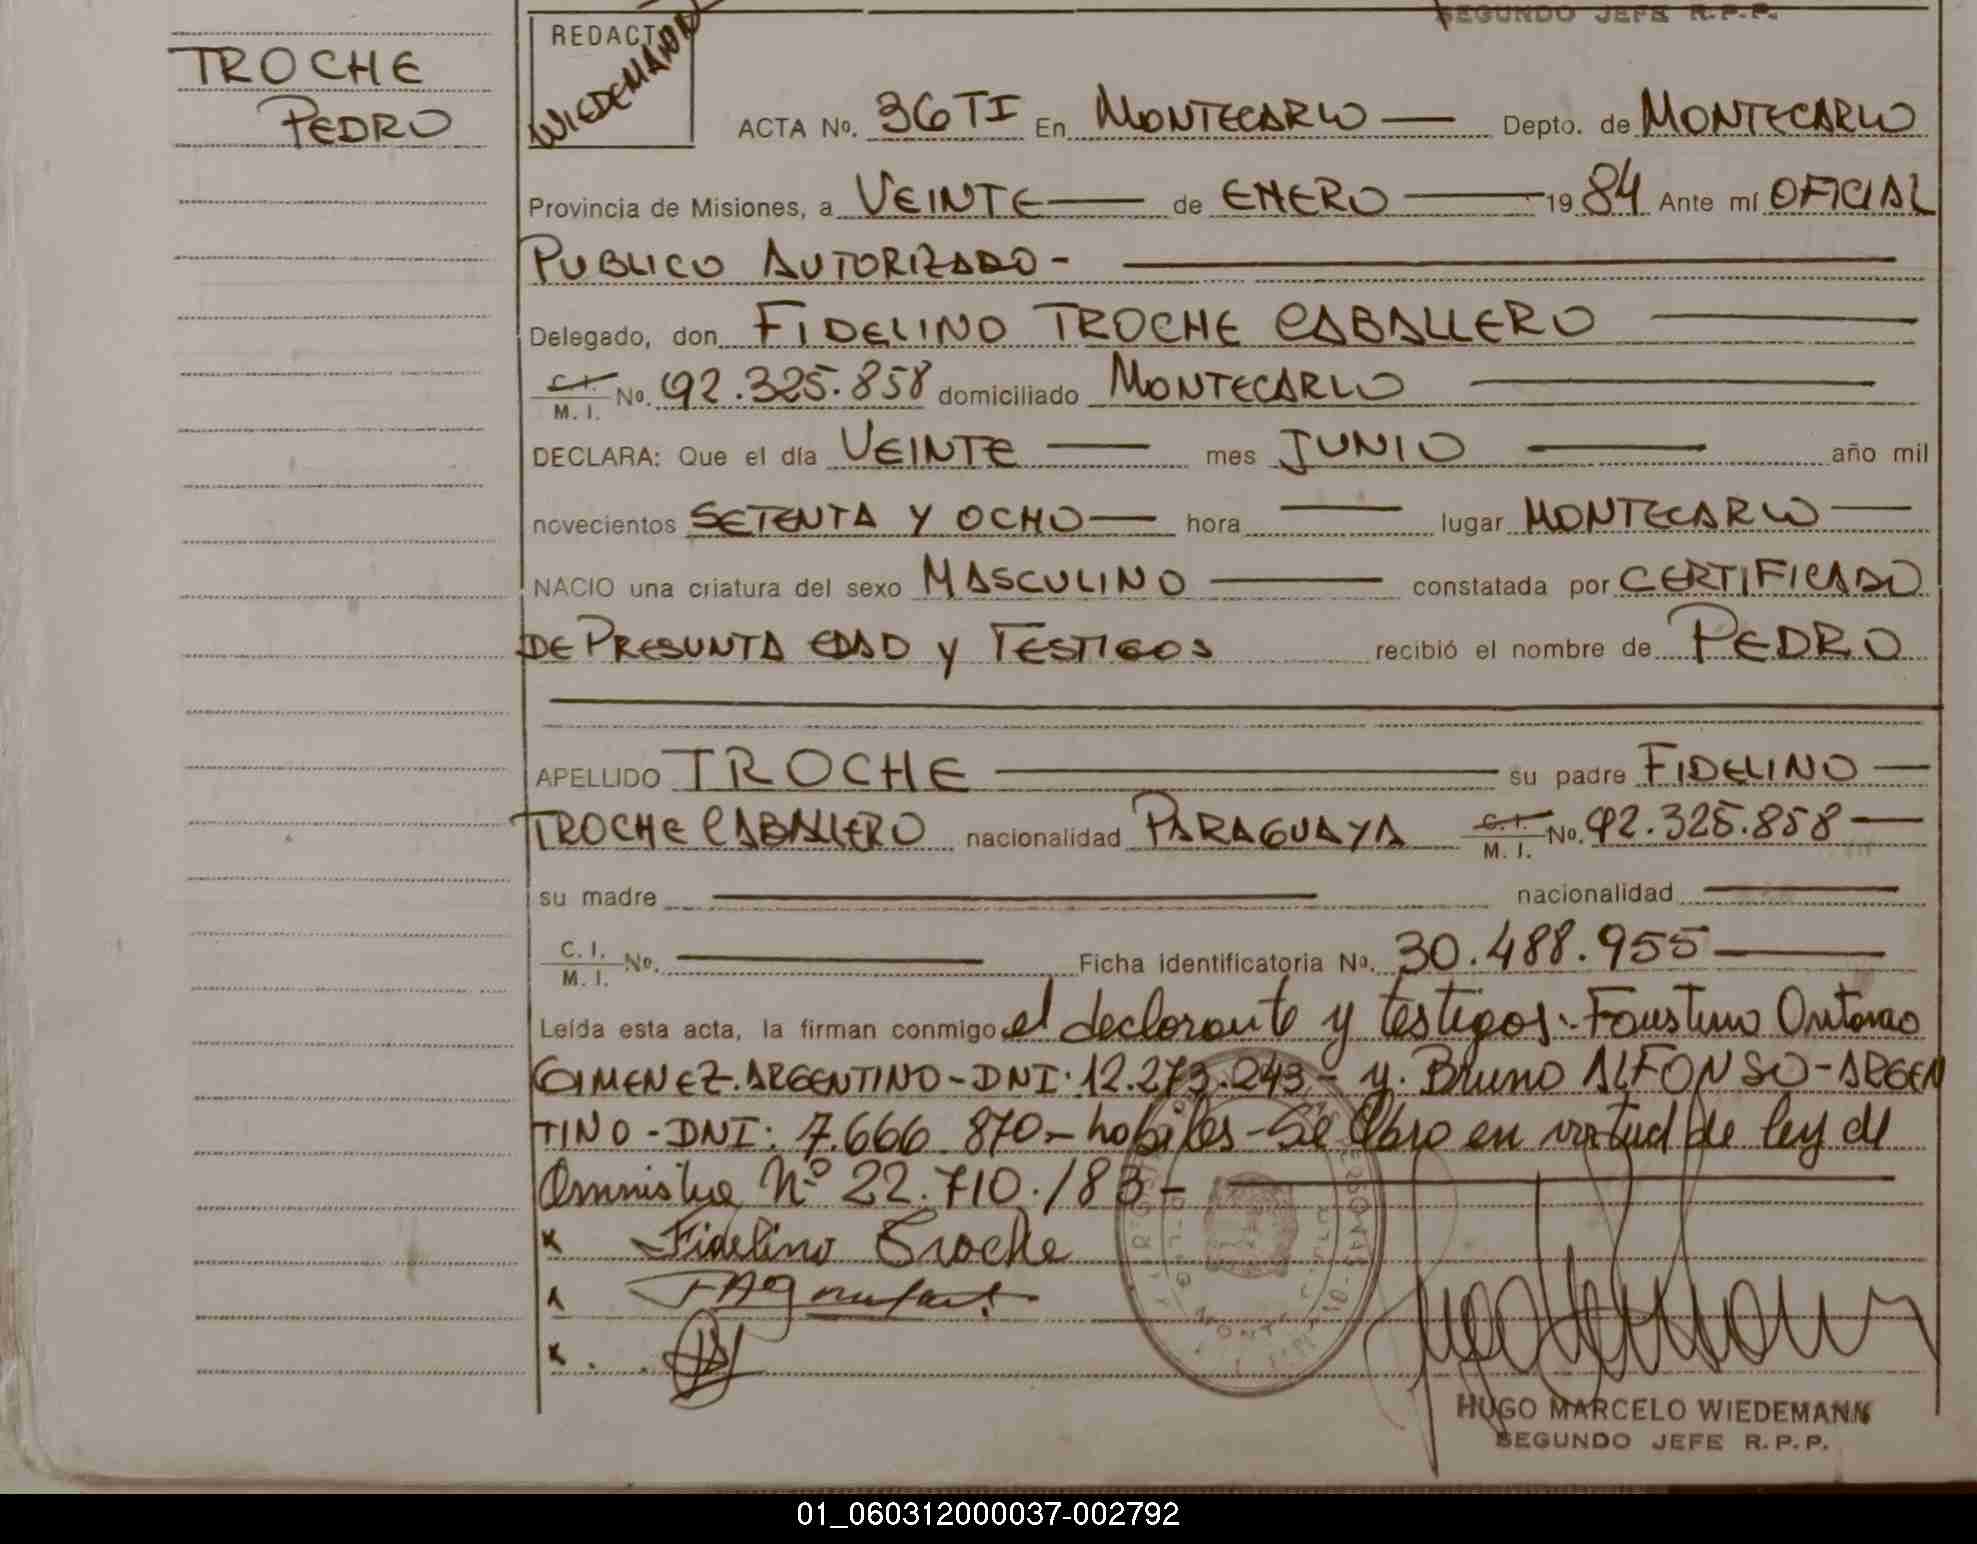 SEGUNDO JEFE R.P.P.
TROCHE
PEDRO
REDACTÓ
WIEDEMANN
ACTA Nº. 36 TI En MONTECARLO Depto. de MONTECARLO
Provincia de Misiones, a VEINTE de ENERO 1984 Ante mí OFICIAL
PUBLICO AUTORIZADO -
Delegado, don FIDELINO TROCHE CABALLERO
C. I. / M. I. No. 92.325.858 domiciliado MONTECARLO
DECLARA: Que el día VEINTE mes JUNIO año mil
novecientos SETENTA Y OCHO hora lugar MONTECARLO
NACIO una criatura del sexo MASCULINO constatada por CERTIFICADO
DE PRESUNTA EDAD y TESTIGOS recibió el nombre de PEDRO
APELLIDO TROCHE su padre FIDELINO
TROCHE CABALLERO nacionalidad PARAGUAYA C. I. / M. I. No. 92.325.858
su madre nacionalidad
C. I. / M. I. No. Ficha identificatoria No. 30.488.955
Leída esta acta, la firman conmigo el declarante y testigos: Faustino Antonio
GIMENEZ. ARGENTINO - DNI: 12.273.243 - y. Bruno ALFONSO - ARGEN
TINO - DNI: 7.666.870 - habiles - Se labro en virtud de ley de
Amnistia Nº 22.710./83 -
x Fidelino Troche
x
x
HUGO MARCELO WIEDEMANN
SEGUNDO JEFE R.P.P.
01_060312000037-002792